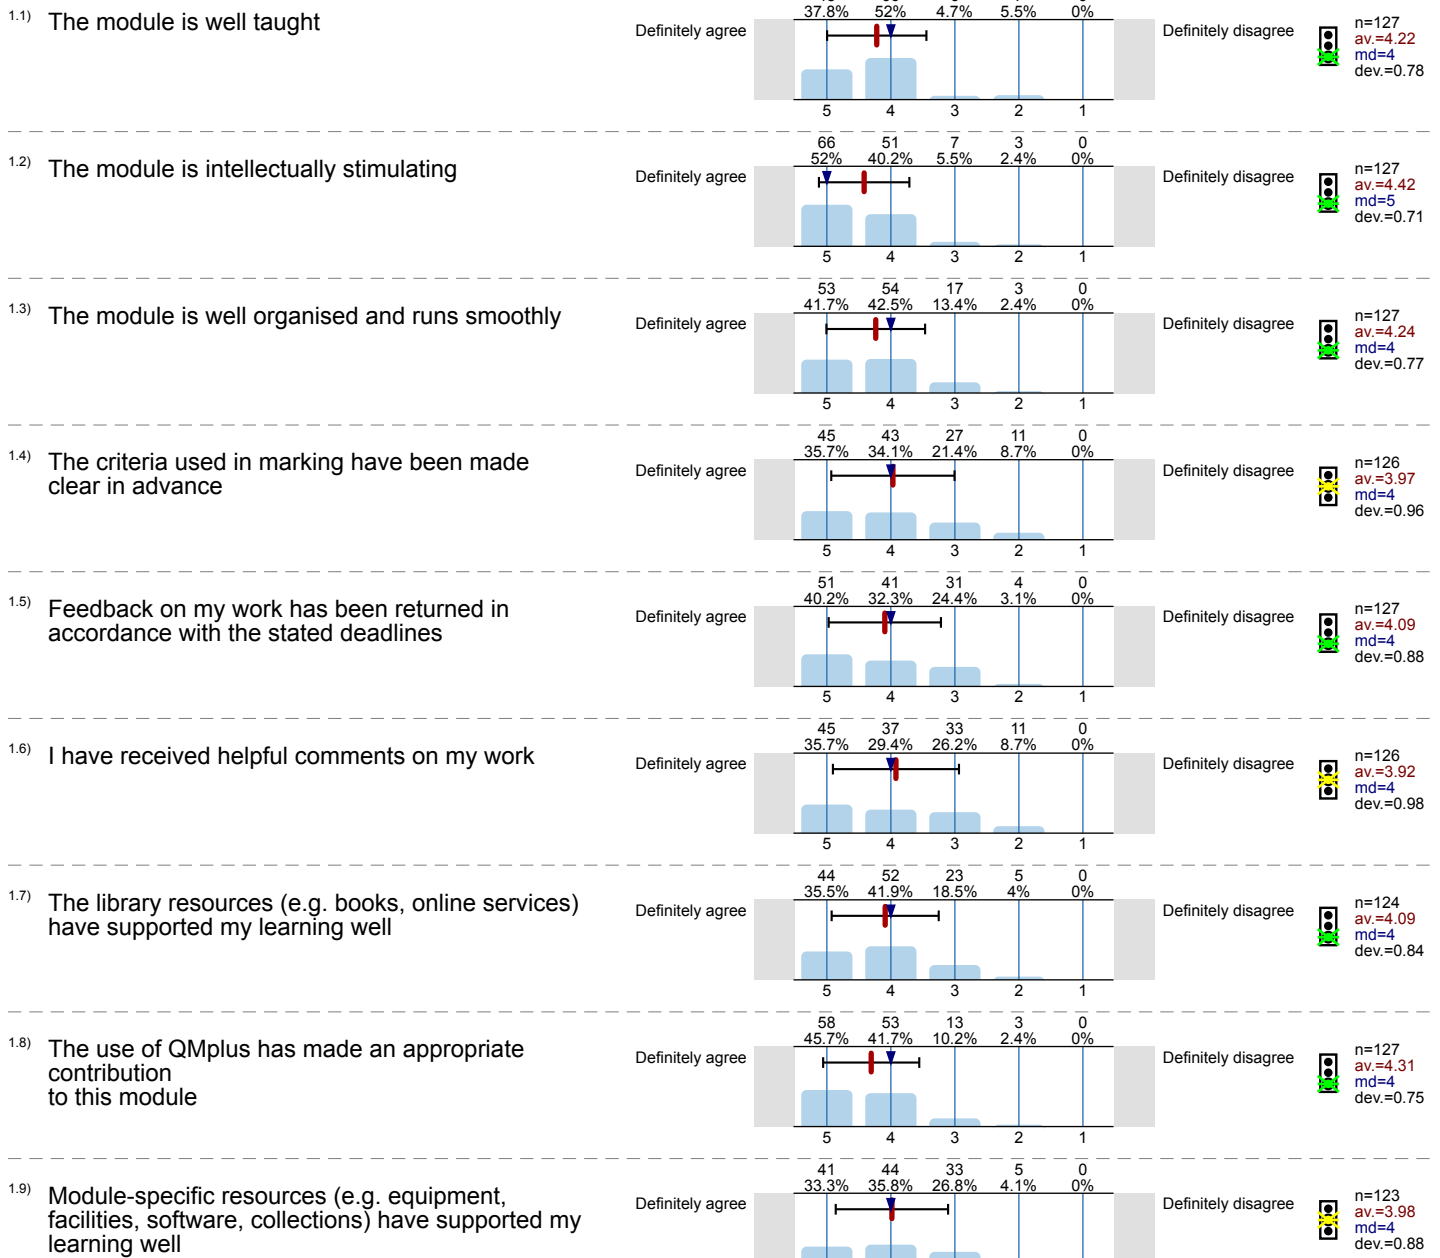 37.8% 52% 4.7% 5.5% 0%
1.1) The module is well taught
Definitely agree
Definitely disagree
n=127
av.=4.22
md=4
dev.=0.78
5 4 3 2 1
66 51 7 3 0
52% 40.2% 5.5% 2.4% 0%
1.2) The module is intellectually stimulating
Definitely agree
Definitely disagree
n=127
av.=4.42
md=5
dev.=0.71
5 4 3 2 1
53 54 17 3 0
41.7% 42.5% 13.4% 2.4% 0%
1.3) The module is well organised and runs smoothly
Definitely agree
Definitely disagree
n=127
av.=4.24
md=4
dev.=0.77
5 4 3 2 1
45 43 27 11 0
35.7% 34.1% 21.4% 8.7% 0%
1.4) The criteria used in marking have been made
clear in advance
Definitely agree
Definitely disagree
n=126
av.=3.97
md=4
dev.=0.96
5 4 3 2 1
51 41 31 4 0
40.2% 32.3% 24.4% 3.1% 0%
1.5) Feedback on my work has been returned in
accordance with the stated deadlines
Definitely agree
Definitely disagree
n=127
av.=4.09
md=4
dev.=0.88
5 4 3 2 1
45 37 33 11 0
35.7% 29.4% 26.2% 8.7% 0%
1.6) I have received helpful comments on my work
Definitely agree
Definitely disagree
n=126
av.=3.92
md=4
dev.=0.98
5 4 3 2 1
44 52 23 5 0
35.5% 41.9% 18.5% 4% 0%
1.7) The library resources (e.g. books, online services)
have supported my learning well
Definitely agree
Definitely disagree
n=124
av.=4.09
md=4
dev.=0.84
5 4 3 2 1
58 53 13 3 0
45.7% 41.7% 10.2% 2.4% 0%
1.8) The use of QMplus has made an appropriate
contribution
to this module
Definitely agree
Definitely disagree
n=127
av.=4.31
md=4
dev.=0.75
5 4 3 2 1
41 44 33 5 0
33.3% 35.8% 26.8% 4.1% 0%
1.9) Module-specific resources (e.g. equipment,
facilities, software, collections) have supported my
learning well
Definitely agree
Definitely disagree
n=123
av.=3.98
md=4
dev.=0.88